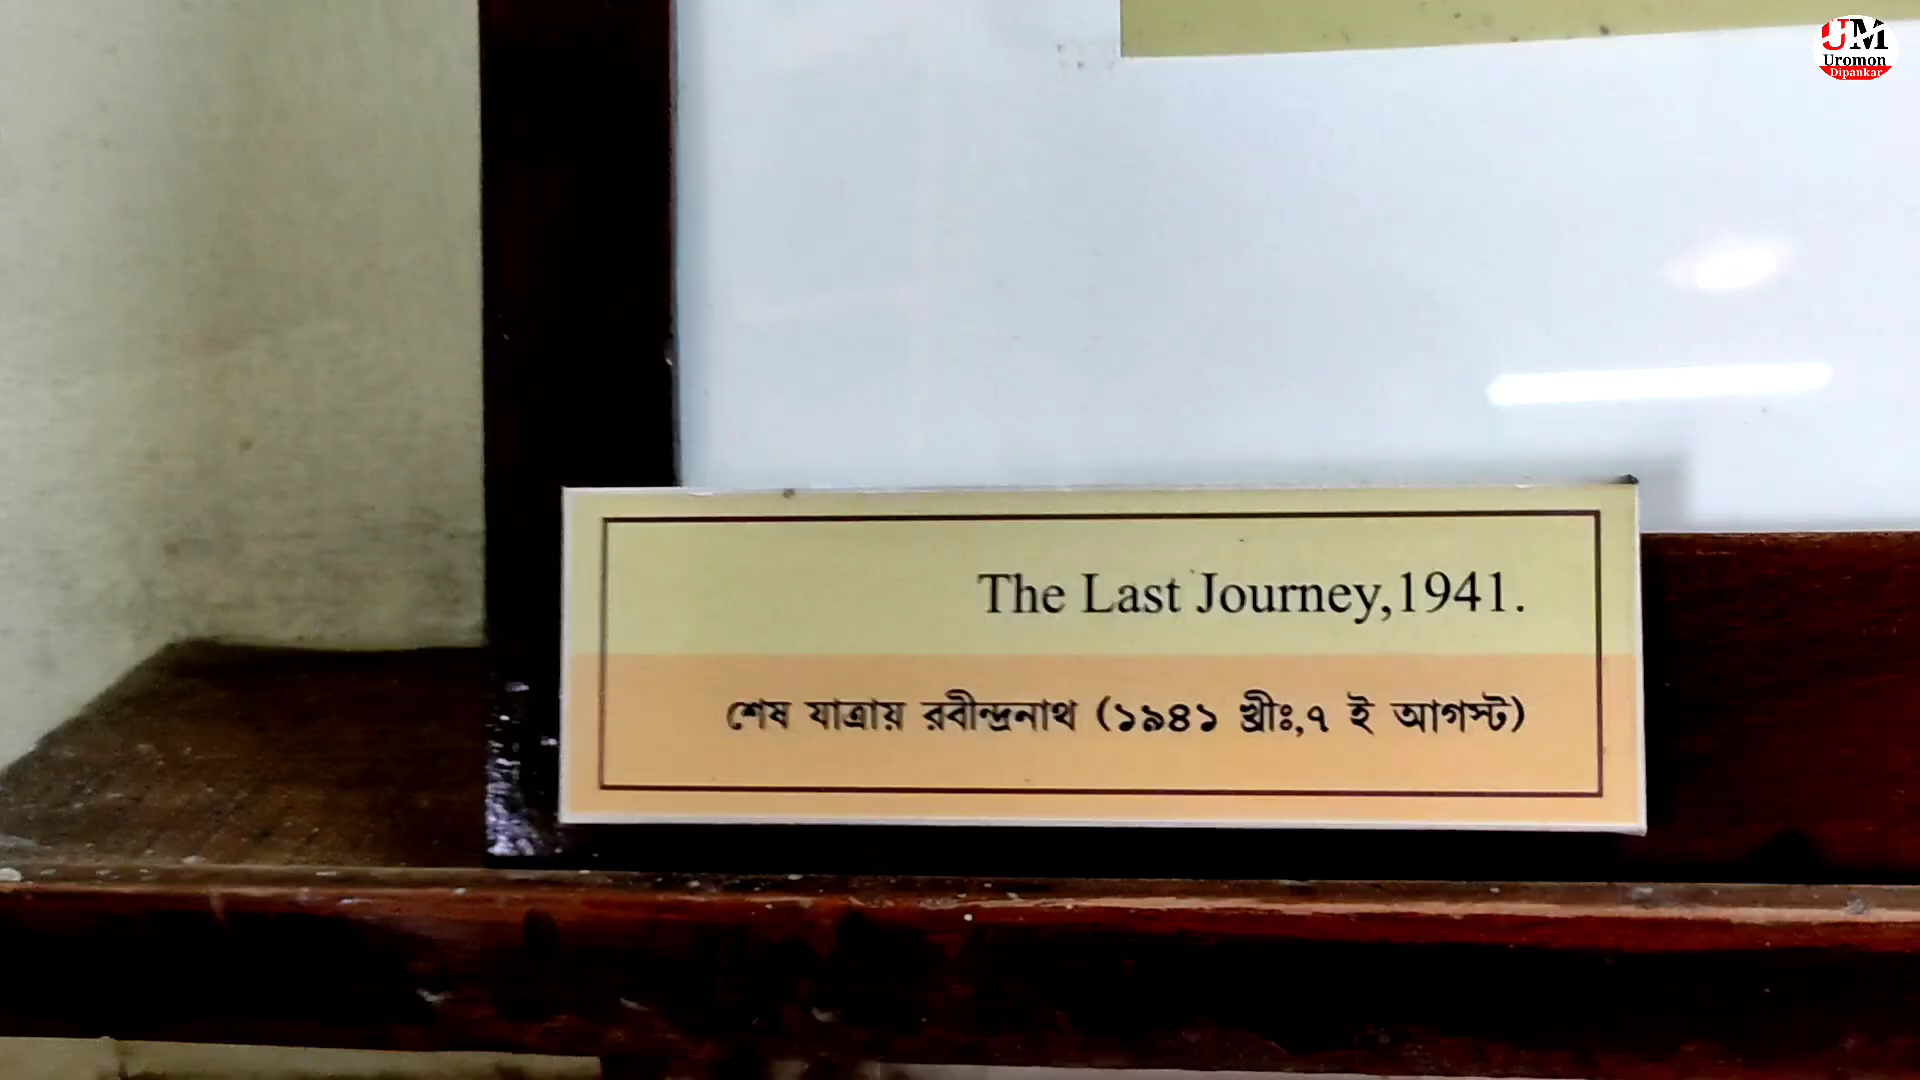 UM
Uromon
Dipankar
The Last Journey,1941.
শেষ যাত্রায় রবীন্দ্রনাথ (১৯৪১ খ্রীঃ,৭ ই আগস্ট)